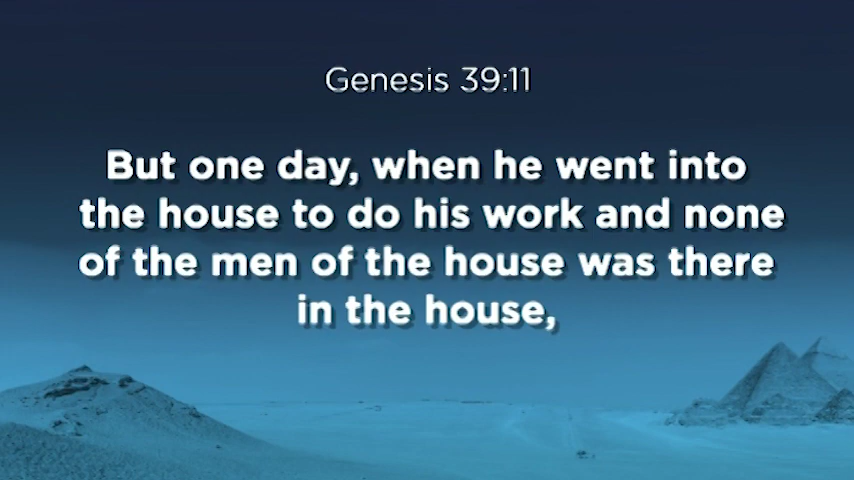 Genesis 39:11
But one day, when he went into
the house to do his work and none
of the men of the house was there
in the house,